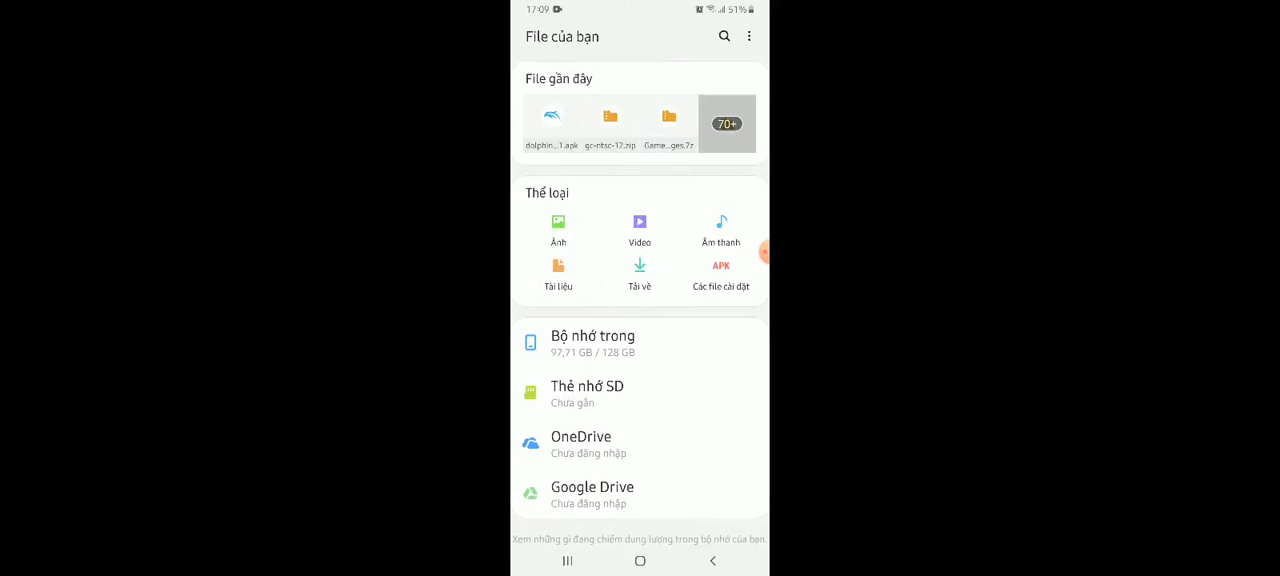 17:09
51%
File của bạn
File gần đây
dolphin...1.apk
gc-ntsc-12.zip
Game...ges.7z
70+
Thể loại
Ảnh
Video
Âm thanh
APK
Tài liệu
Tải về
Các file cài đặt
Bộ nhớ trong
97,71 GB / 128 GB
Thẻ nhớ SD
Chưa gắn
OneDrive
Chưa đăng nhập
Google Drive
Chưa đăng nhập
Xem những gì đang chiếm dung lượng trong bộ nhớ của bạn.